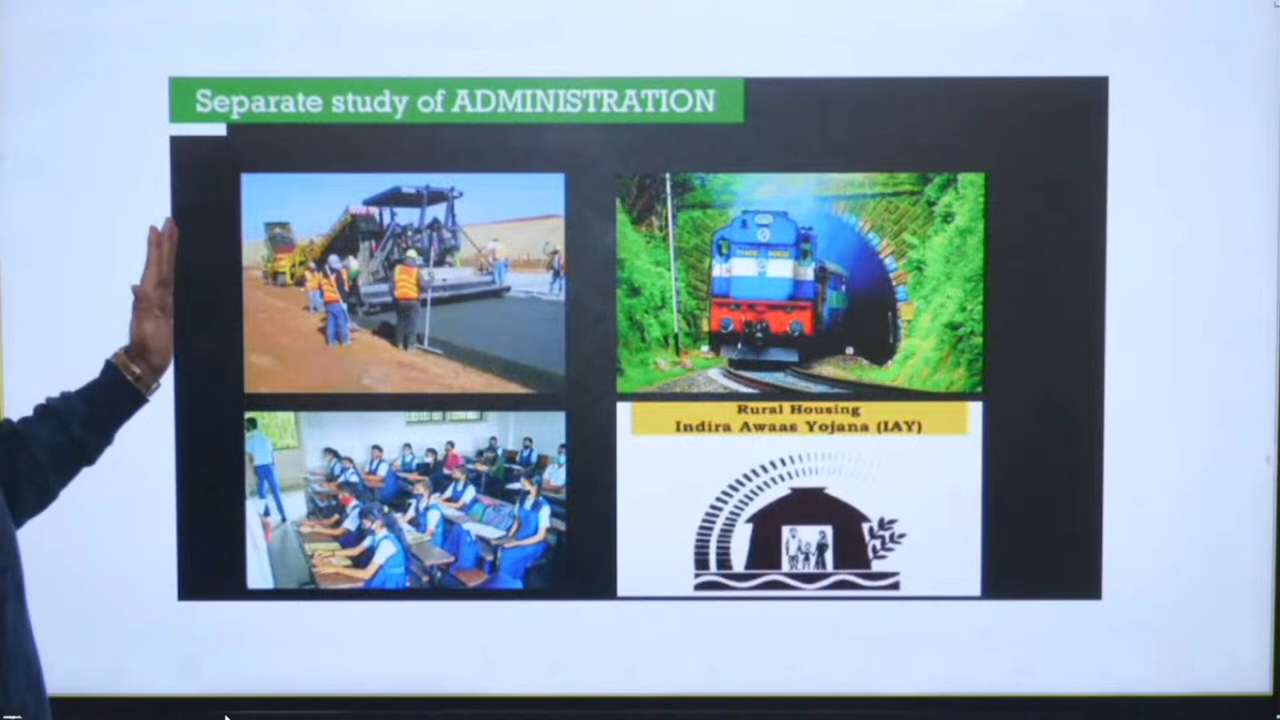 Separate study of ADMINISTRATION
Rural Housing
Indira Awaas Yojana (IAY)